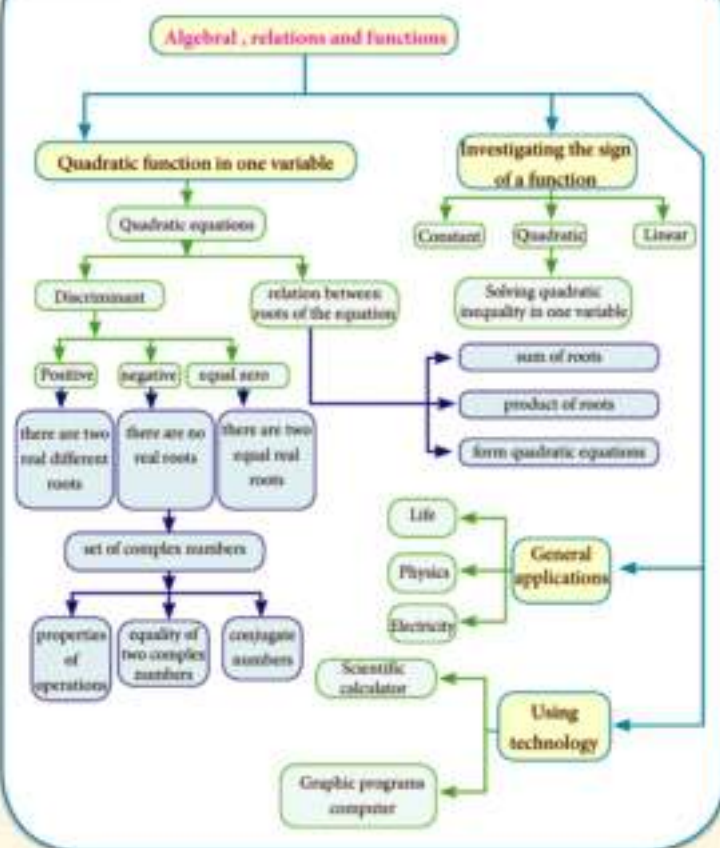 Algebral , relations and functions
Quadratic function in one variable
Investigating the sign
of a function
Quadratic equations
Constant
Quadratic
Linear
Discriminant
relation between
roots of the equation
Solving quadratic
inequality in one variable
Positive
negative
equal zero
sum of roots
product of roots
form quadratic equations
there are two
real different
roots
there are no
real roots
there are two
equal real
roots
set of complex numbers
properties
of
operations
equality of
two complex
numbers
conjugate
numbers
Life
Physics
Electricity
General
applications
Scientific
calculator
Using
technology
Graphic programs
computer